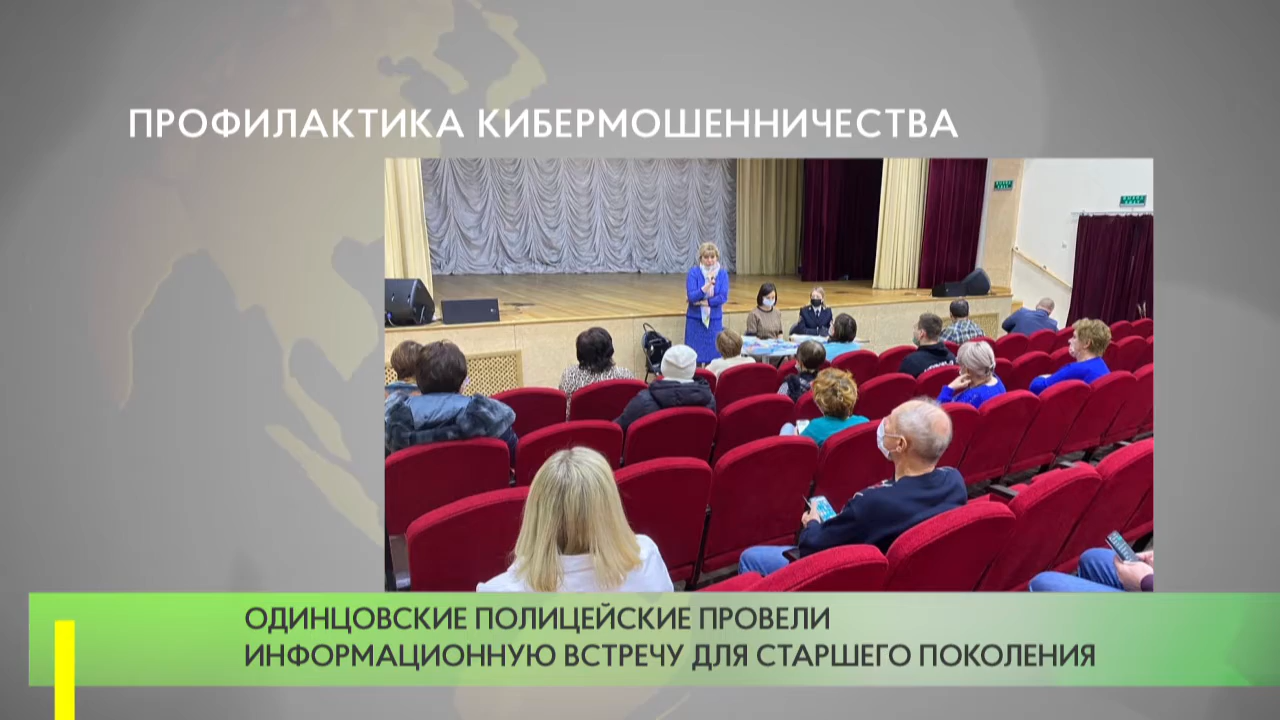 ПРОФИЛАКТИКА КИБЕРМОШЕННИЧЕСТВА
ОДИНЦОВСКИЕ ПОЛИЦЕЙСКИЕ ПРОВЕЛИ
ИНФОРМАЦИОННУЮ ВСТРЕЧУ ДЛЯ СТАРШЕГО ПОКОЛЕНИЯ